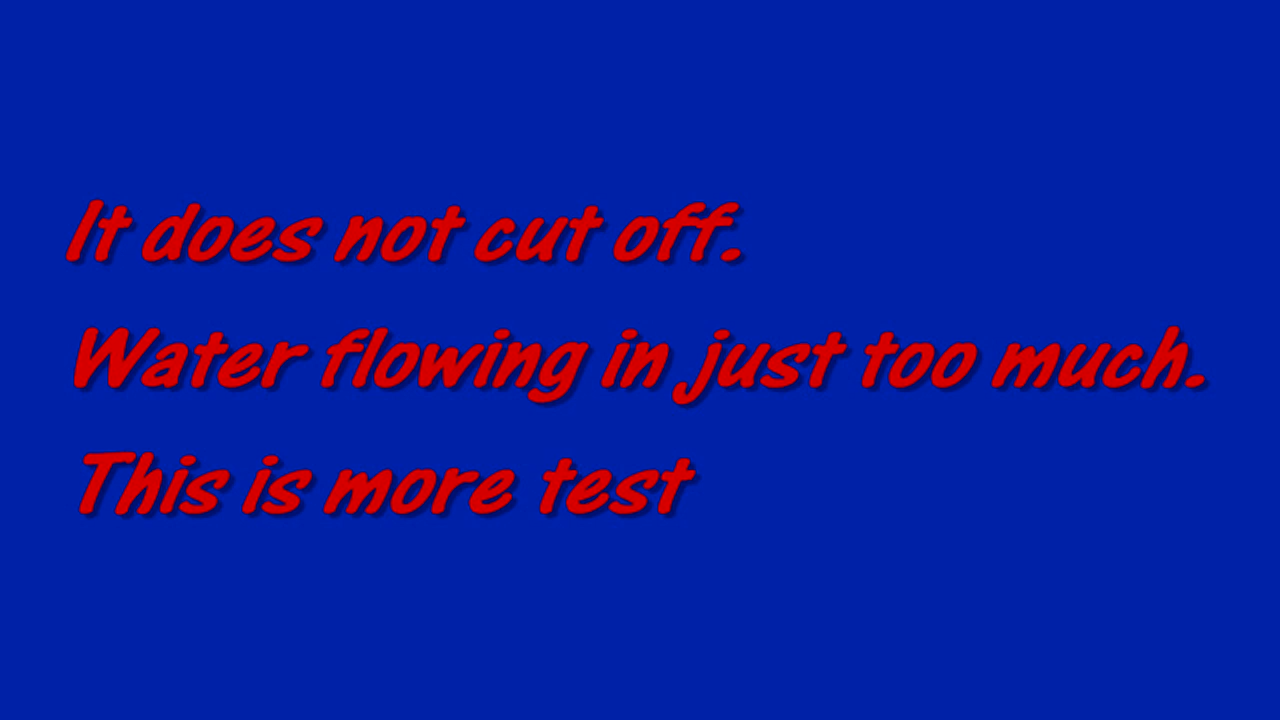 It does not cut off.
Water flowing in just too much.
This is more test